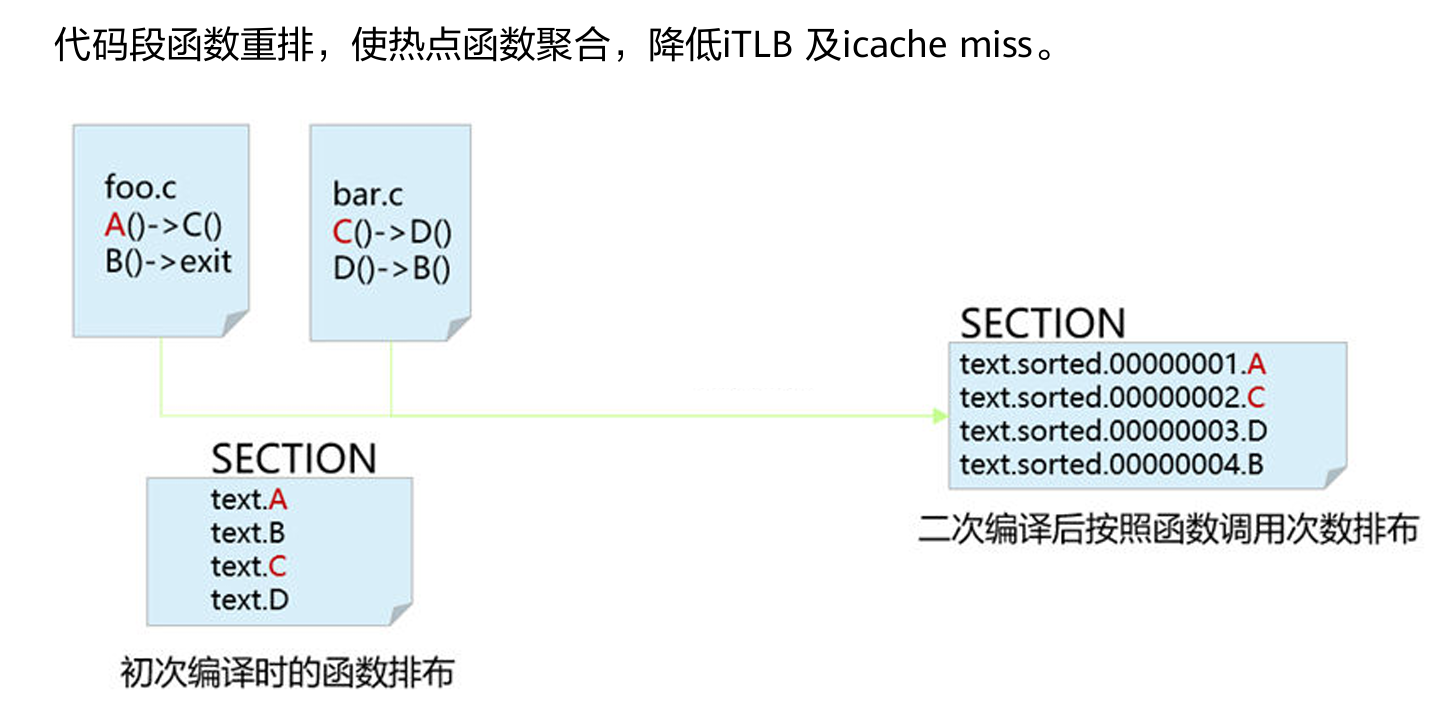 代码段函数重排，使热点函数聚合，降低iTLB 及icache miss。
foo.c
A()->C()
B()->exit
bar.c
C()->D()
D()->B()
SECTION
text.A
text.B
text.C
text.D
初次编译时的函数排布
SECTION
text.sorted.00000001.A
text.sorted.00000002.C
text.sorted.00000003.D
text.sorted.00000004.B
二次编译后按照函数调用次数排布